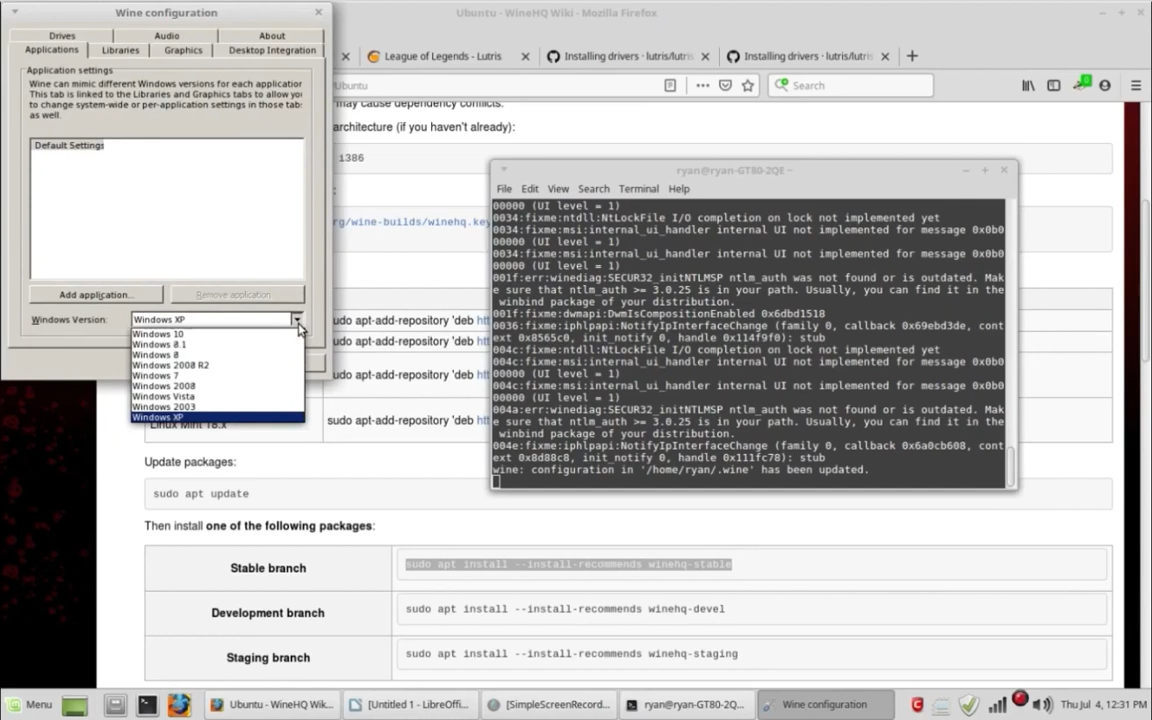 Wine configuration
Drives
Audio
About
Applications
Libraries
Graphics
Desktop Integration
Application settings
Wine can mimic different Windows versions for each application
This tab is linked to the Libraries and Graphics tabs to allow you
to change system-wide or per-application settings in those tabs
as well.
Default Settings
Add application...
Remove application
Windows Version:
Windows XP
Windows 10
Windows 8.1
Windows 8
Windows 2008 R2
Windows 7
Windows 2008
Windows Vista
Windows 2003
Windows XP
Ubuntu - WineHQ Wiki - Mozilla Firefox
League of Legends - Lutris
Installing drivers · lutris/lutris
Installing drivers · lutris/lutris
Ubuntu
Search
may cause dependency conflicts.
architecture (if you haven't already):
i386
:
rg/wine-builds/winehq.key
sudo apt-add-repository 'deb htt
sudo apt-add-repository 'deb htt
sudo apt-add-repository 'deb htt
Linux Mint 18.x
sudo apt-add-repository 'deb htt
Update packages:
sudo apt update
Then install one of the following packages:
Stable branch
sudo apt install --install-recommends winehq-stable
Development branch
sudo apt install --install-recommends winehq-devel
Staging branch
sudo apt install --install-recommends winehq-staging
ryan@ryan-GT80-2QE ~
File Edit View Search Terminal Help
00000 (UI level = 1)
0034:fixme:ntdll:NtLockFile I/O completion on lock not implemented yet
0034:fixme:msi:internal_ui_handler internal UI not implemented for message 0x0b0
00000 (UI level = 1)
0034:fixme:msi:internal_ui_handler internal UI not implemented for message 0x0b0
00000 (UI level = 1)
001f:err:winediag:SECUR32_initNTLMSP ntlm_auth was not found or is outdated. Mak
e sure that ntlm_auth >= 3.0.25 is in your path. Usually, you can find it in the
winbind package of your distribution.
001f:fixme:dwmapi:DwmIsCompositionEnabled 0x6dbd1518
0036:fixme:iphlpapi:NotifyIpInterfaceChange (family 0, callback 0x69ebd3de, cont
ext 0x8565c0, init_notify 0, handle 0x114f9f0): stub
004c:fixme:ntdll:NtLockFile I/O completion on lock not implemented yet
004c:fixme:msi:internal_ui_handler internal UI not implemented for message 0x0b0
00000 (UI level = 1)
004c:fixme:msi:internal_ui_handler internal UI not implemented for message 0x0b0
00000 (UI level = 1)
004a:err:winediag:SECUR32_initNTLMSP ntlm_auth was not found or is outdated. Mak
e sure that ntlm_auth >= 3.0.25 is in your path. Usually, you can find it in the
winbind package of your distribution.
004e:fixme:iphlpapi:NotifyIpInterfaceChange (family 0, callback 0x6a0cb608, cont
ext 0x8d88c8, init_notify 0, handle 0x111fc78): stub
wine: configuration in '/home/ryan/.wine' has been updated.
Menu
Ubuntu - WineHQ Wik...
[Untitled 1 - LibreOffi...
[SimpleScreenRecord...
ryan@ryan-GT80-2Q...
Wine configuration
Thu Jul 4, 12:31 PM